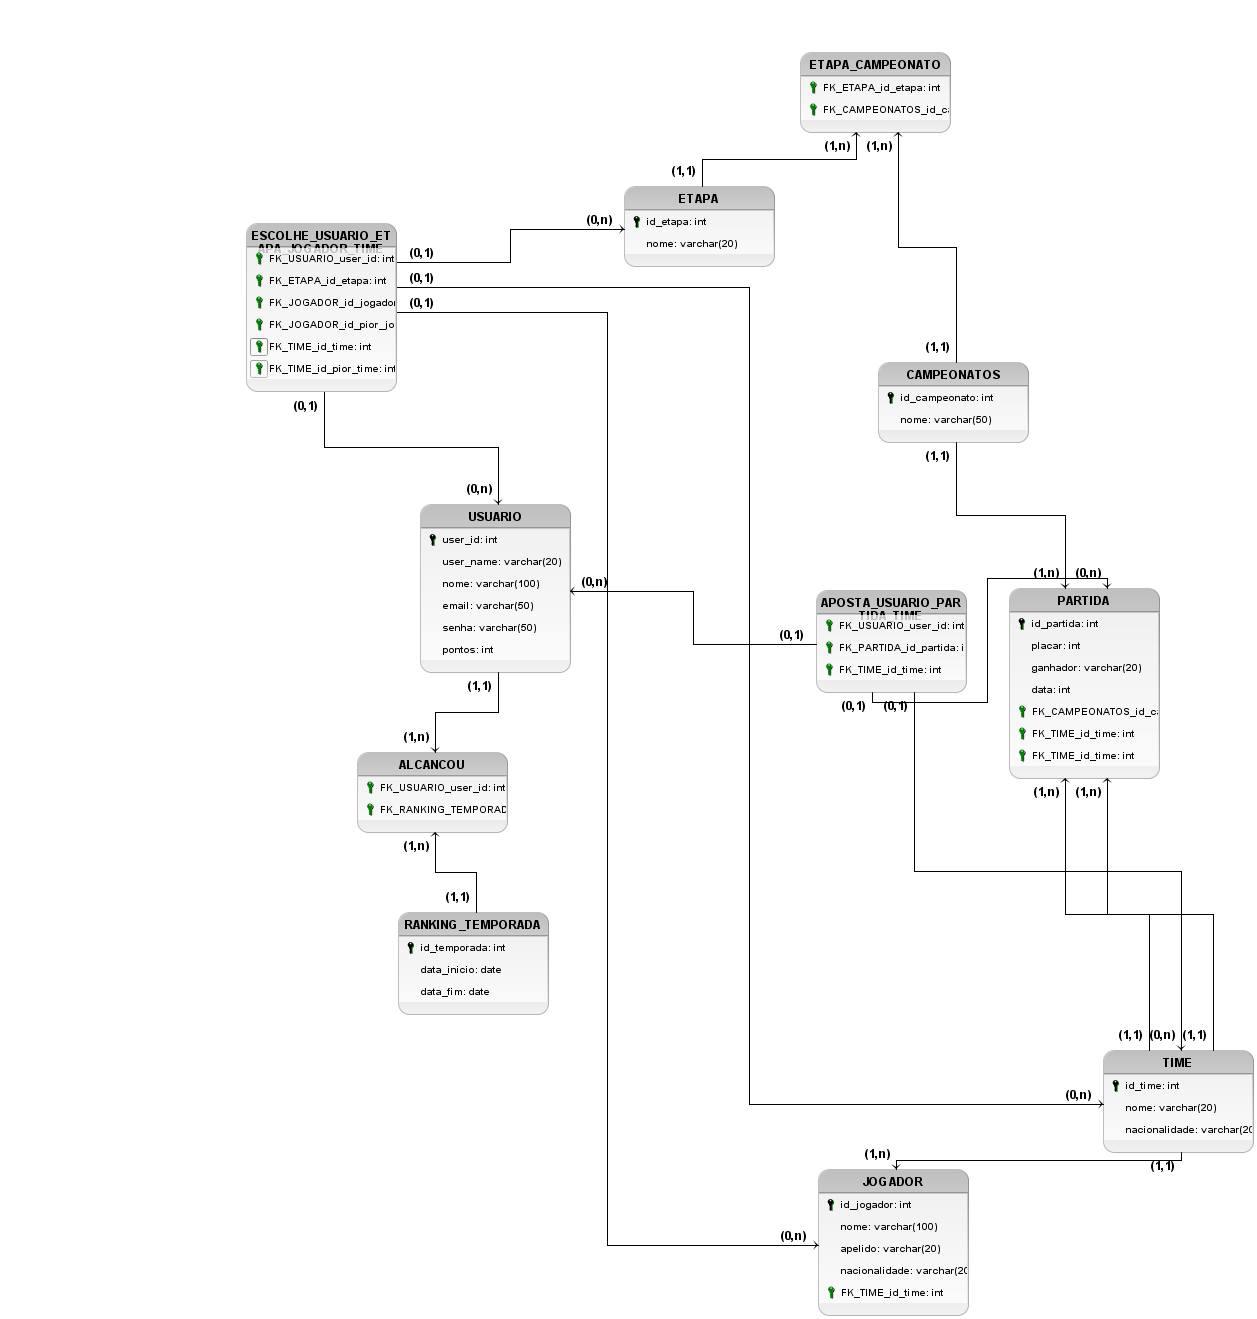 ETAPA_CAMPEONATO
FK_ETAPA_id_etapa: int
FK_CAMPEONATOS_id_c
(1,n)
(1,n)
(1,1)
ETAPA
id_etapa: int
nome: varchar(20)
(0,n)
ESCOLHE_USUARIO_ET
APA_JOGADOR_TIME
FK_USUARIO_user_id: int
FK_ETAPA_id_etapa: int
FK_JOGADOR_id_jogador
FK_JOGADOR_id_pior_jo
FK_TIME_id_time: int
FK_TIME_id_pior_time: int
(0,1)
(0,1)
(0,1)
(0,1)
(1,1)
CAMPEONATOS
id_campeonato: int
nome: varchar(50)
(1,1)
(0,n)
USUARIO
user_id: int
user_name: varchar(20)
nome: varchar(100)
email: varchar(50)
senha: varchar(50)
pontos: int
(0,n)
(1,1)
APOSTA_USUARIO_PAR
TIDA_TIME
FK_USUARIO_user_id: int
FK_PARTIDA_id_partida: i
FK_TIME_id_time: int
(0,1)
(0,1)
(0,1)
(1,n)
(0,n)
PARTIDA
id_partida: int
placar: int
ganhador: varchar(20)
data: int
FK_CAMPEONATOS_id_c
FK_TIME_id_time: int
FK_TIME_id_time: int
(1,n)
(1,n)
(1,n)
ALCANCOU
FK_USUARIO_user_id: int
FK_RANKING_TEMPORAD
(1,n)
(1,1)
RANKING_TEMPORADA
id_temporada: int
data_inicio: date
data_fim: date
(1,1)
(0,n)
(1,1)
TIME
id_time: int
nome: varchar(20)
nacionalidade: varchar(20
(0,n)
(1,1)
(1,n)
JOGADOR
id_jogador: int
nome: varchar(100)
apelido: varchar(20)
nacionalidade: varchar(20
FK_TIME_id_time: int
(0,n)